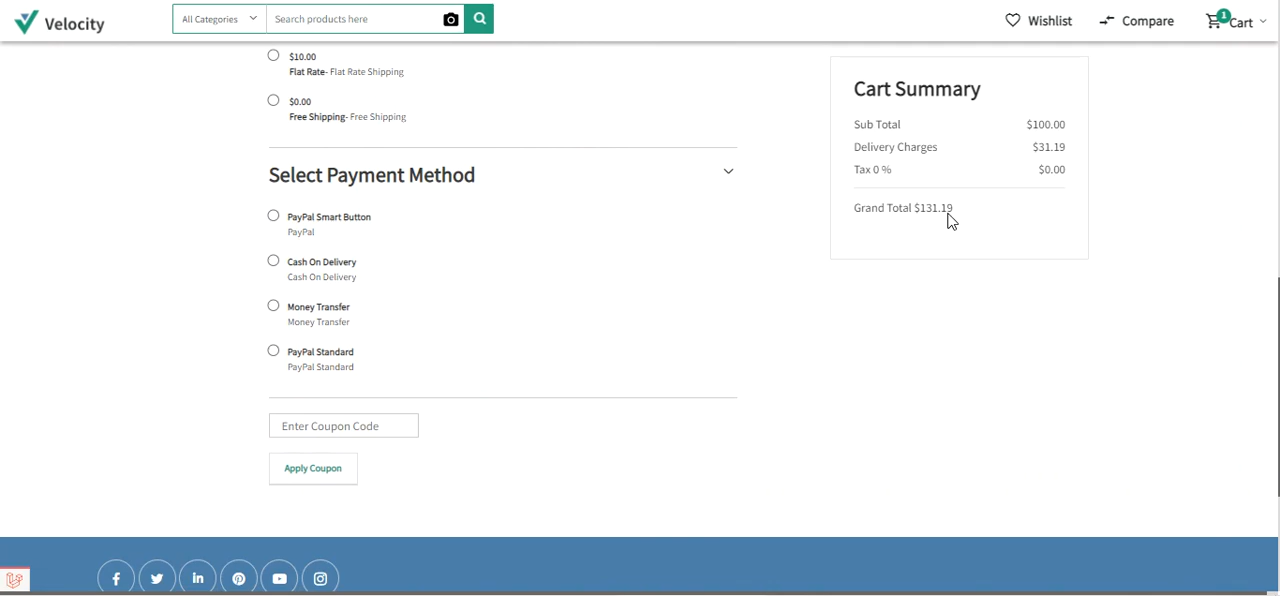 Velocity
All Categories
Search products here
Wishlist
Compare
1
Cart
$10.00
Flat Rate- Flat Rate Shipping
$0.00
Free Shipping- Free Shipping
Select Payment Method
PayPal Smart Button
PayPal
Cash On Delivery
Cash On Delivery
Money Transfer
Money Transfer
PayPal Standard
PayPal Standard
Enter Coupon Code
Apply Coupon
Cart Summary
Sub Total $100.00
Delivery Charges $31.19
Tax 0 % $0.00
Grand Total $131.19